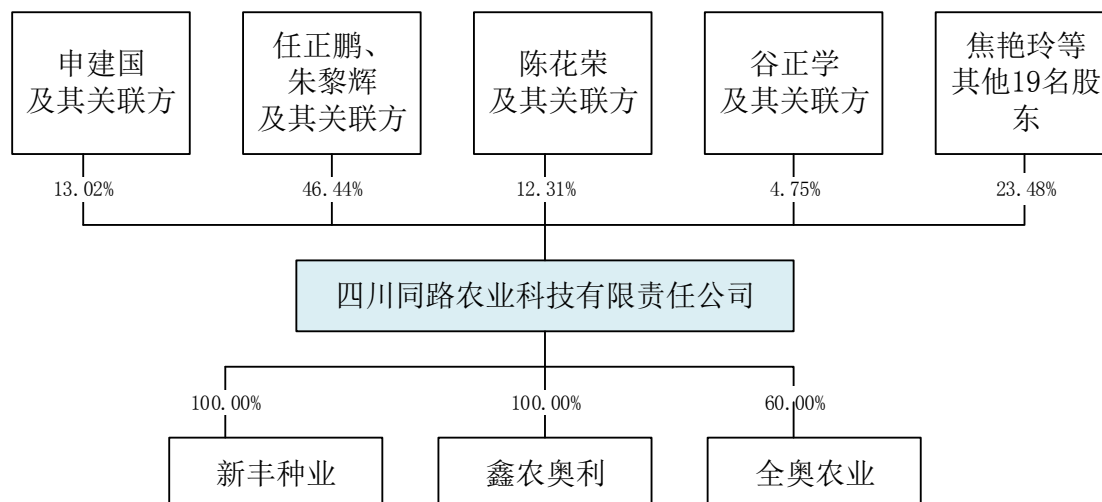 申建国
及其关联方
任正鹏、
朱黎辉
及其关联方
陈花荣
及其关联方
谷正学
及其关联方
焦艳玲等
其他19名股
东
13.02%
46.44%
12.31%
4.75%
23.48%
四川同路农业科技有限责任公司
100.00%
100.00%
60.00%
新丰种业
鑫农奥利
全奥农业